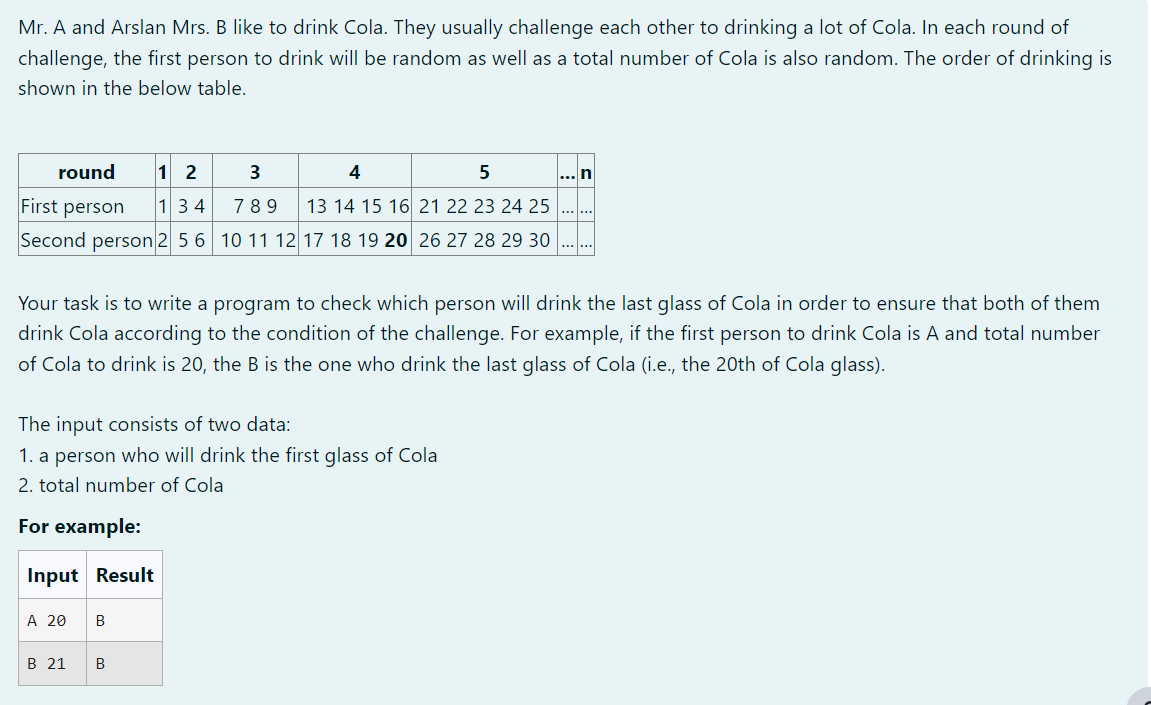 Mr. A and Arslan Mrs. B like to drink Cola. They usually challenge each other to drinking a lot of Cola. In each round of
challenge, the first person to drink will be random as well as a total number of Cola is also random. The order of drinking is
shown in the below table.
round 1 2 3 4 5 ... n
First person 1 3 4 7 8 9 13 14 15 16 21 22 23 24 25 ... ...
Second person 2 5 6 10 11 12 17 18 19 20 26 27 28 29 30 ... ...
Your task is to write a program to check which person will drink the last glass of Cola in order to ensure that both of them
drink Cola according to the condition of the challenge. For example, if the first person to drink Cola is A and total number
of Cola to drink is 20, the B is the one who drink the last glass of Cola (i.e., the 20th of Cola glass).
The input consists of two data:
1. a person who will drink the first glass of Cola
2. total number of Cola
For example:
Input Result
A 20 B
B 21 B